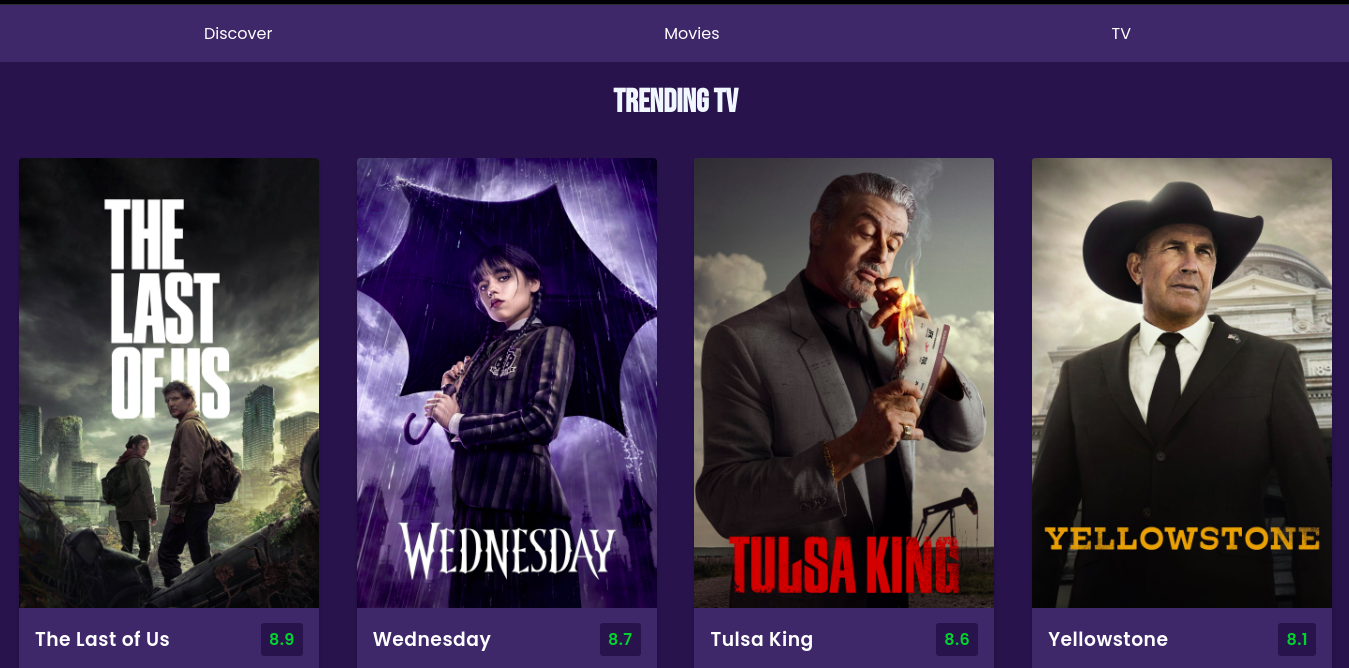 Discover
Movies
TV
TRENDING TV
THE
LAST
OF US
WEDNESDAY
TULSA KING
YELLOWSTONE
The Last of Us
8.9
Wednesday
8.7
Tulsa King
8.6
Yellowstone
8.1